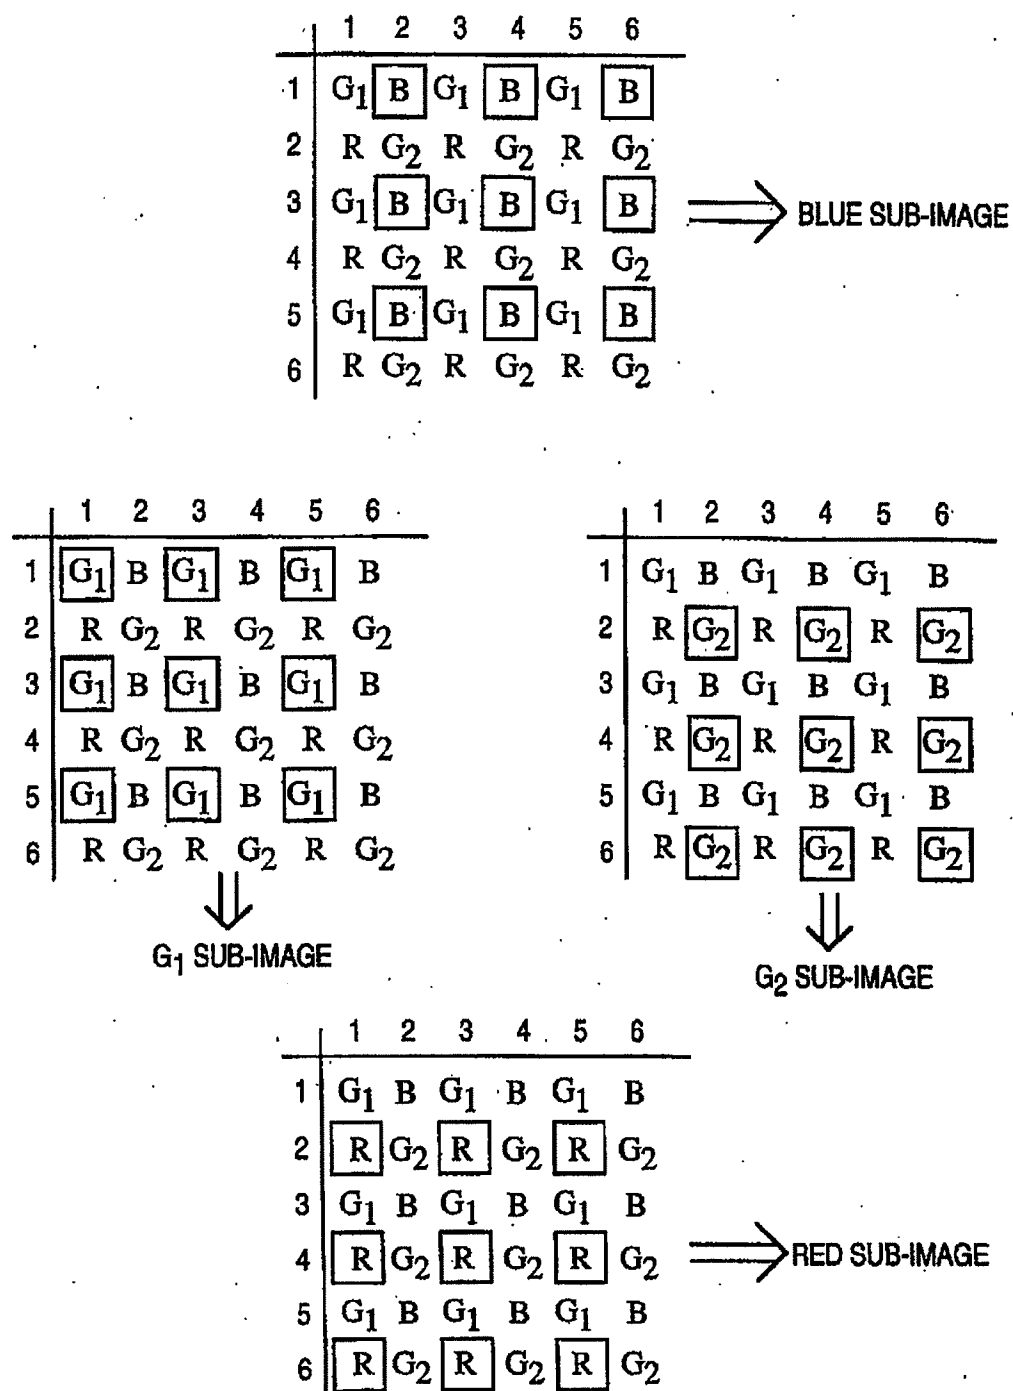 1 2 3 4 5 6
1 G1 B G1 B G1 B
2 R G2 R G2 R G2
3 G1 B G1 B G1 B
BLUE SUB-IMAGE
4 R G2 R G2 R G2
5 G1 B G1 B G1 B
6 R G2 R G2 R G2
1 2 3 4 5 6
1 G1 B G1 B G1 B
2 R G2 R G2 R G2
3 G1 B G1 B G1 B
4 R G2 R G2 R G2
5 G1 B G1 B G1 B
6 R G2 R G2 R G2
G1 SUB-IMAGE
1 2 3 4 5 6
1 G1 B G1 B G1 B
2 R G2 R G2 R G2
3 G1 B G1 B G1 B
4 R G2 R G2 R G2
5 G1 B G1 B G1 B
6 R G2 R G2 R G2
G2 SUB-IMAGE
1 2 3 4 5 6
1 G1 B G1 B G1 B
2 R G2 R G2 R G2
3 G1 B G1 B G1 B
4 R G2 R G2 R G2
RED SUB-IMAGE
5 G1 B G1 B G1 B
6 R G2 R G2 R G2